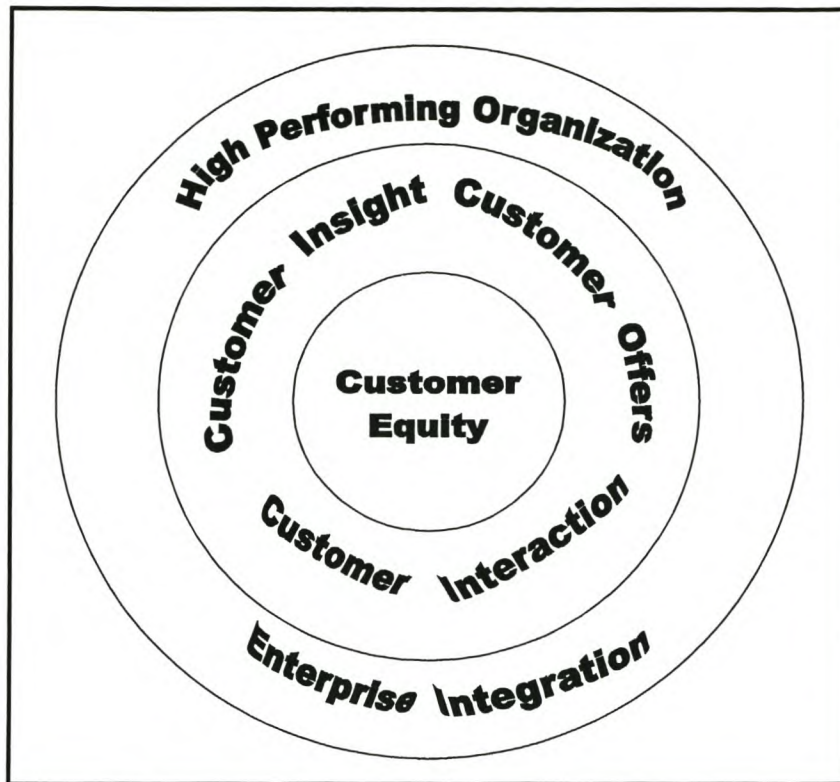 High Performing Organization
Customer Insight
Customer Offers
Customer
Equity
Customer Interaction
Enterprise Integration